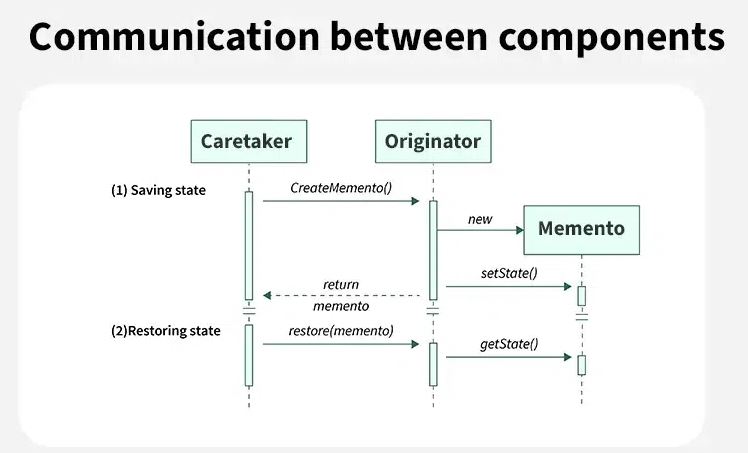 Communication between components
Caretaker
Originator
(1) Saving state
CreateMemento()
new
Memento
setState()
return
memento
(2)Restoring state
restore(memento)
getState()